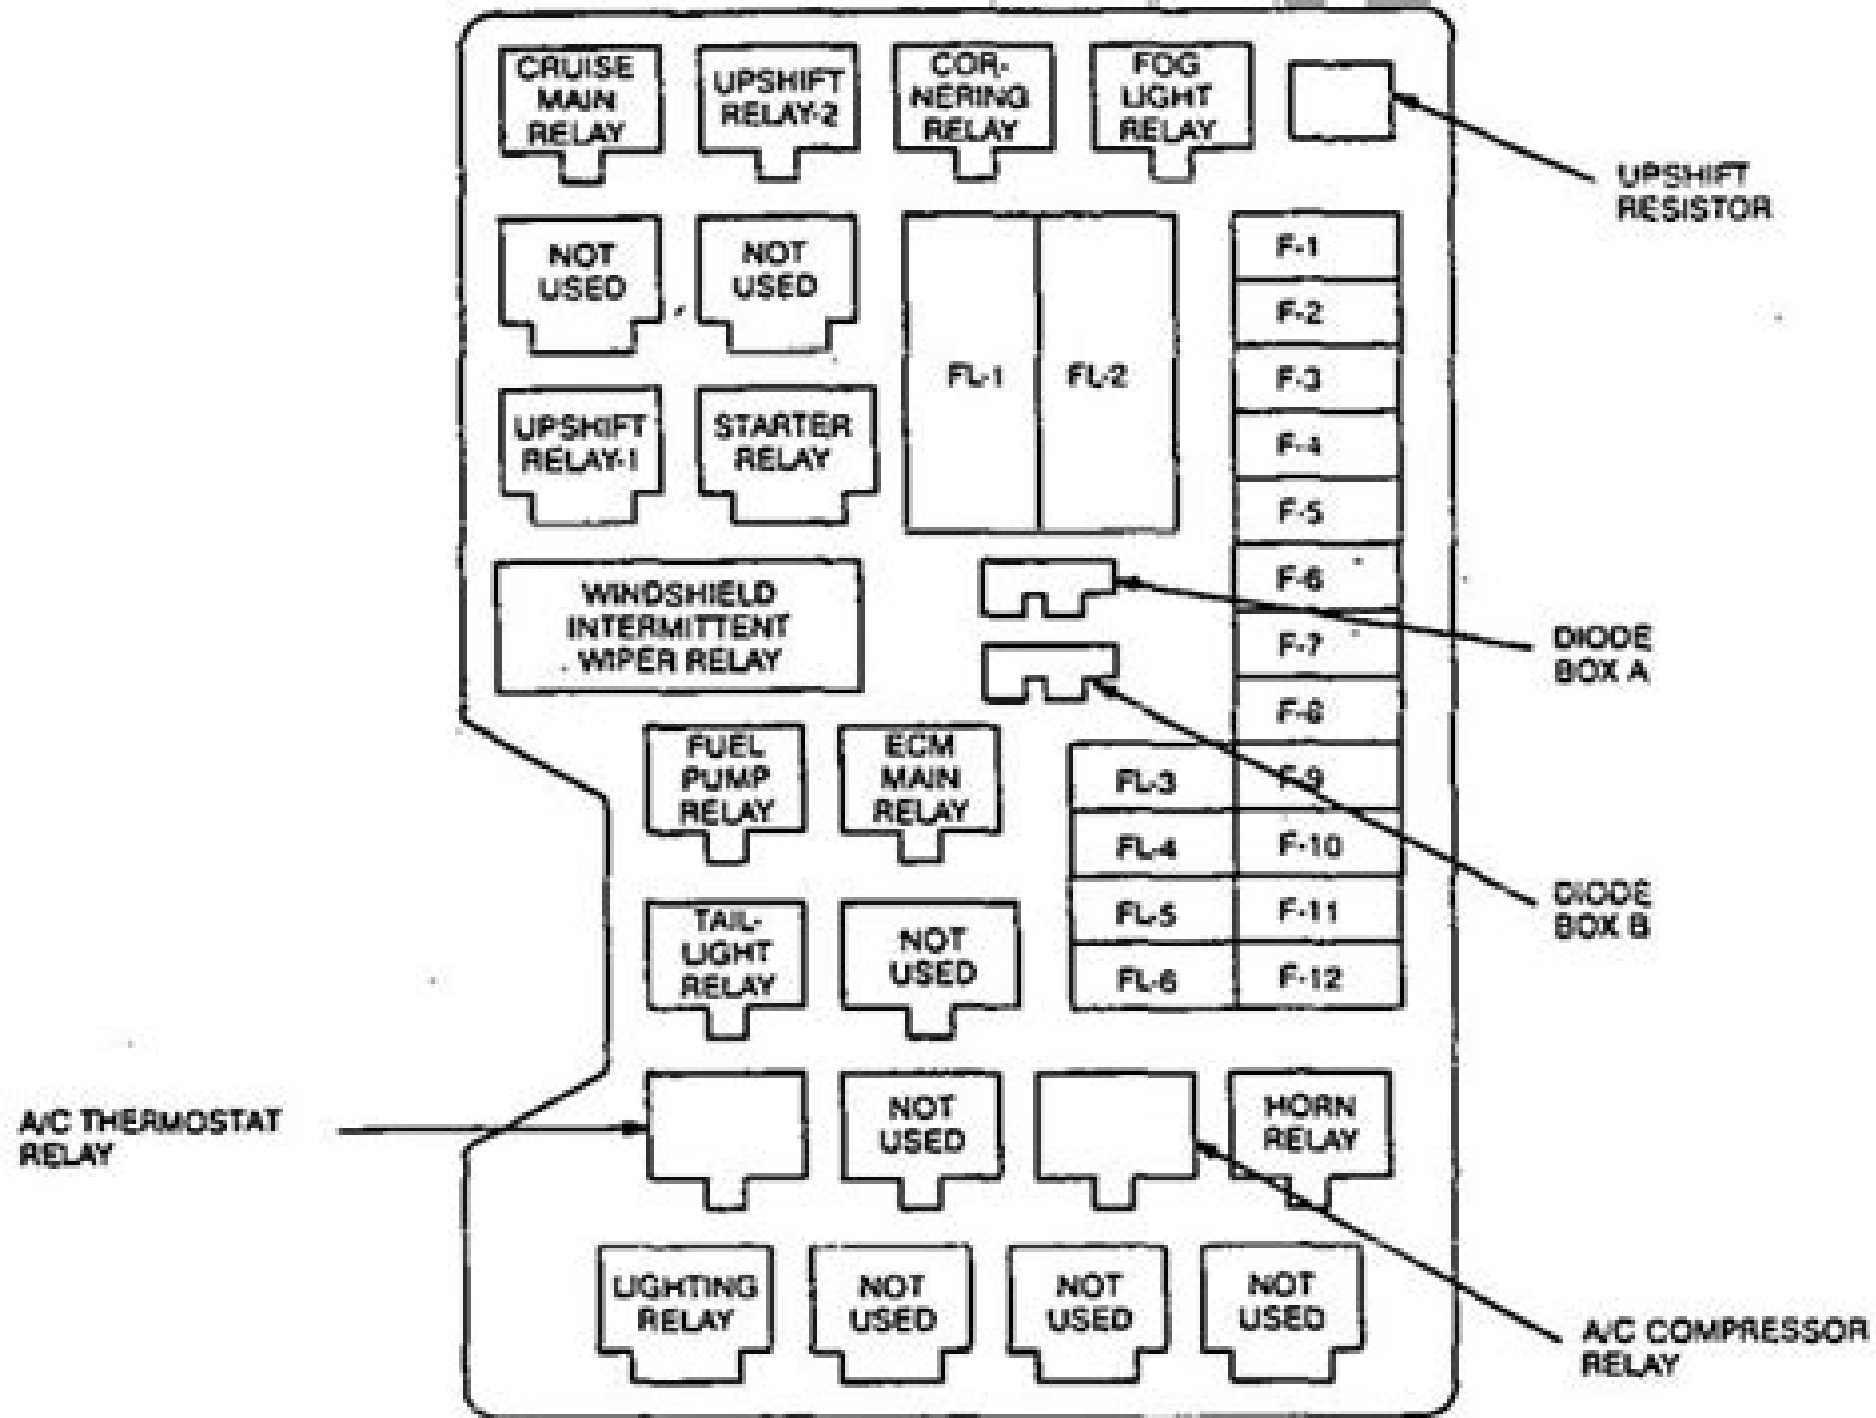 CRUISE
MAIN
RELAY
UPSHIFT
RELAY-2
COR-
NERING
RELAY
FOG
LIGHT
RELAY
UPSHIFT
RESISTOR
NOT
USED
NOT
USED
FL-1
FL-2
F-1
F-2
F-3
F-4
F-5
F-6
F-7
F-8
F-9
F-10
F-11
F-12
UPSHIFT
RELAY-1
STARTER
RELAY
WINDSHIELD
INTERMITTENT
WIPER RELAY
DIODE
BOX A
DIODE
BOX B
FUEL
PUMP
RELAY
ECM
MAIN
RELAY
FL-3
FL-4
FL-5
FL-6
TAIL-
LIGHT
RELAY
NOT
USED
A/C THERMOSTAT
RELAY
NOT
USED
HORN
RELAY
LIGHTING
RELAY
NOT
USED
NOT
USED
NOT
USED
A/C COMPRESSOR
RELAY